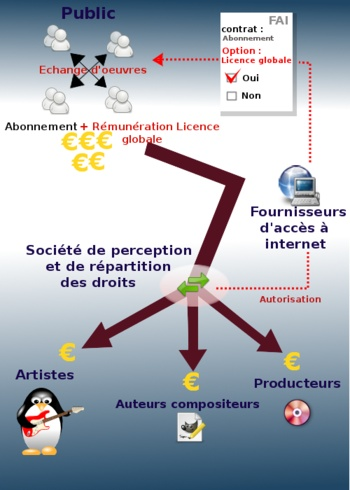 Public
FAI
contrat :
Abonnement
Option :
Licence globale
Oui
Non
Echange d'oeuvres
Abonnement + Rémunération Licence
globale
€€€
€€
Fournisseurs
d'accès à
internet
Société de perception
et de répartition
des droits
Autorisation
€
€
€
Artistes
Auteurs compositeurs
Producteurs